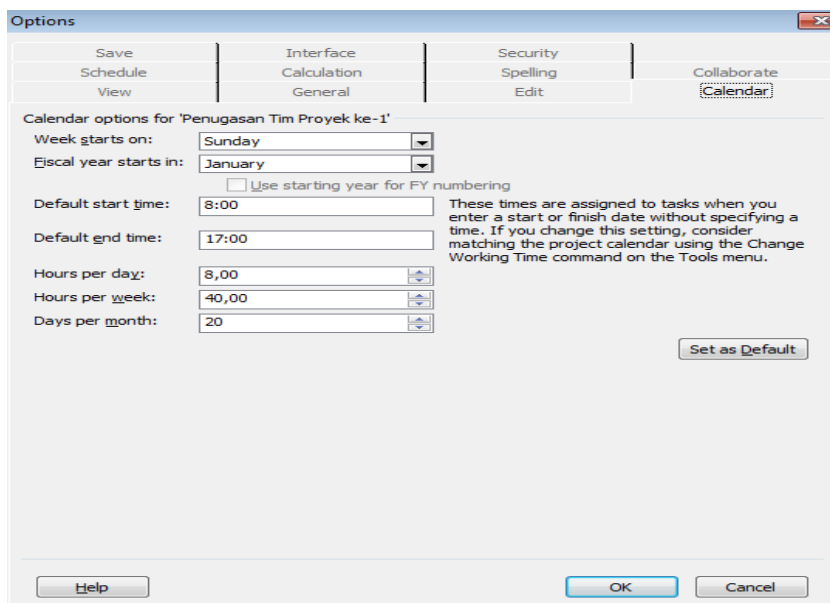 Options
Save Interface Security
Schedule Calculation Spelling Collaborate
View General Edit Calendar
Calendar options for 'Penugasan Tim Proyek ke-1'
Week starts on: Sunday
Fiscal year starts in: January
Use starting year for FY numbering
Default start time: 8:00
Default end time: 17:00
These times are assigned to tasks when you
enter a start or finish date without specifying a
time. If you change this setting, consider
matching the project calendar using the Change
Working Time command on the Tools menu.
Hours per day: 8,00
Hours per week: 40,00
Days per month: 20
Set as Default
Help OK Cancel